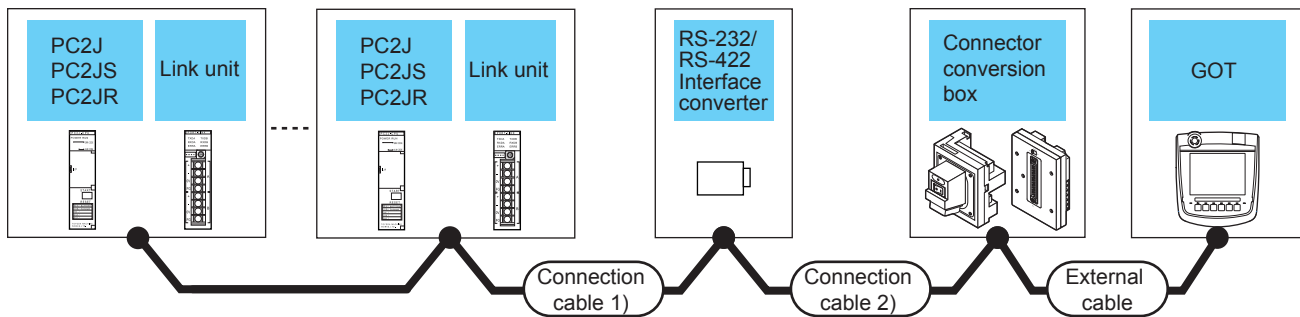 PC2J
PC2JS
PC2JR
Link unit
PC2J
PC2JS
PC2JR
Link unit
RS-232/
RS-422
Interface
converter
Connector
conversion
box
GOT
Connection
cable 1)
Connection
cable 2)
External
cable